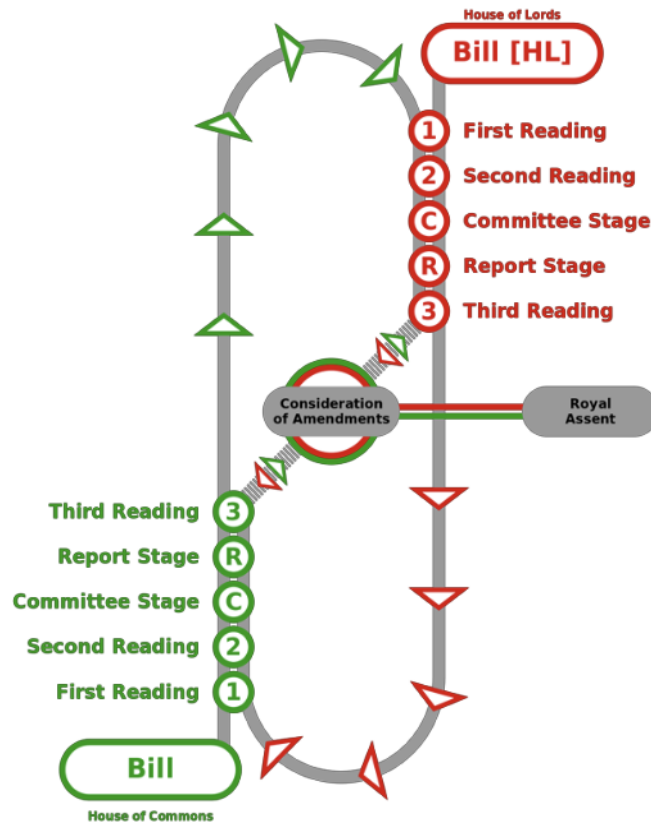 House of Lords
Bill [HL]
1 First Reading
2 Second Reading
C Committee Stage
R Report Stage
3 Third Reading
Consideration
of Amendments
Royal
Assent
Third Reading 3
Report Stage R
Committee Stage C
Second Reading 2
First Reading 1
Bill
House of Commons